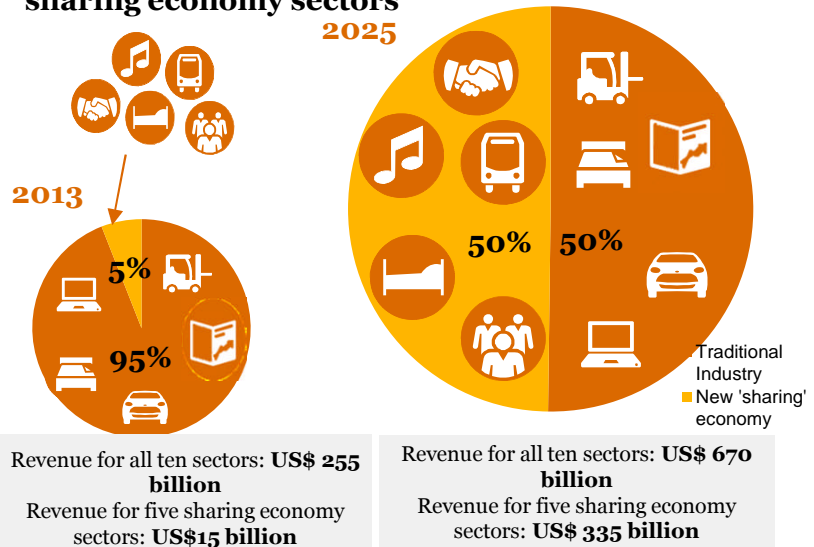 sharing economy sectors
2025
2013
5%
95%
50%
50%
Traditional
Industry
New 'sharing'
economy
Revenue for all ten sectors: US$ 255
billion
Revenue for five sharing economy
sectors: US$15 billion
Revenue for all ten sectors: US$ 670
billion
Revenue for five sharing economy
sectors: US$ 335 billion